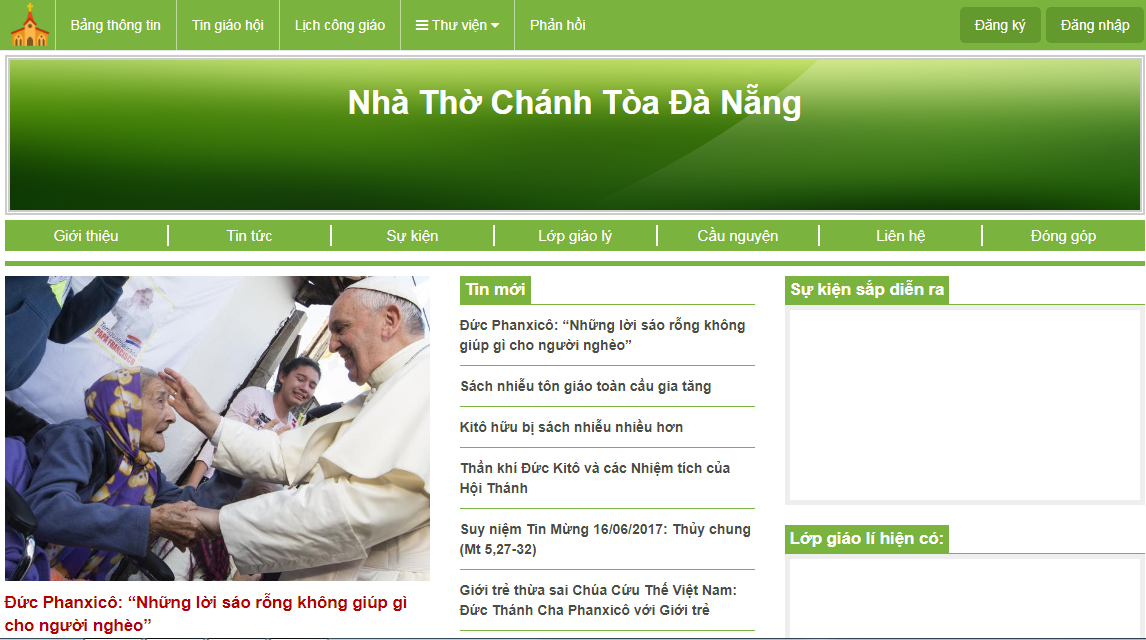 Bảng thông tin
Tin giáo hội
Lịch công giáo
Thư viện
Phản hồi
Đăng ký
Đăng nhập
Nhà Thờ Chánh Tòa Đà Nẵng
Giới thiệu
Tin tức
Sự kiện
Lớp giáo lý
Cầu nguyện
Liên hệ
Đóng góp
PAPA FRANCISCO
Đức Phanxicô: “Những lời sáo rỗng không giúp gì
cho người nghèo”
Tin mới
Đức Phanxicô: “Những lời sáo rỗng không
giúp gì cho người nghèo”
Sách nhiễu tôn giáo toàn cầu gia tăng
Kitô hữu bị sách nhiễu nhiều hơn
Thần khí Đức Kitô và các Nhiệm tích của
Hội Thánh
Suy niệm Tin Mừng 16/06/2017: Thủy chung
(Mt 5,27-32)
Giới trẻ thừa sai Chúa Cứu Thế Việt Nam:
Đức Thánh Cha Phanxicô với Giới trẻ
Sự kiện sắp diễn ra
Lớp giáo lí hiện có: